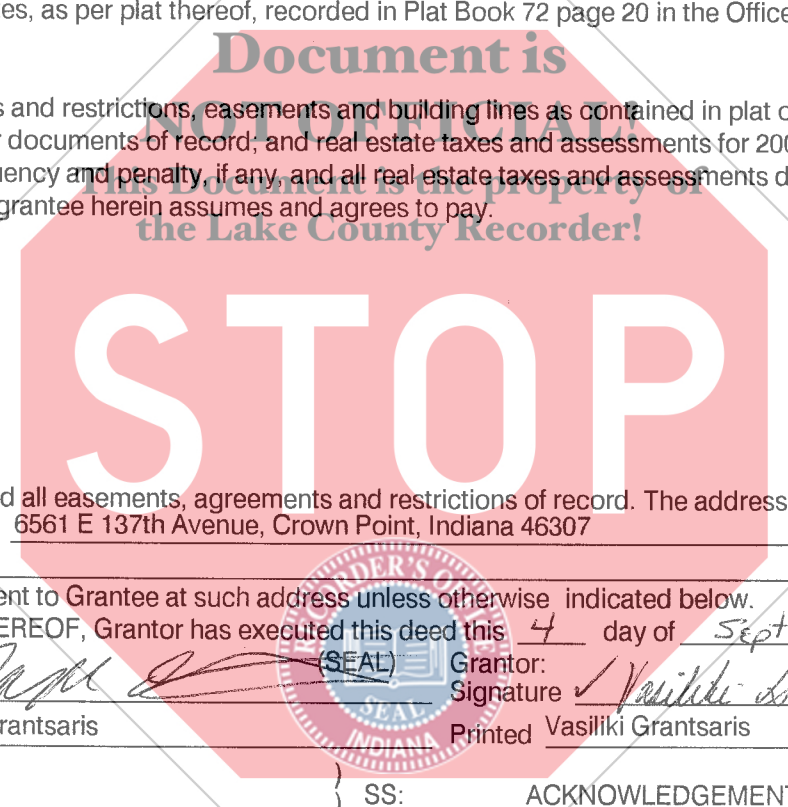 es, as per plat thereof, recorded in Plat Book 72 page 20 in the Office
Document is
NOT OFFICIAL!
s and restrictions, easements and building lines as contained in plat o
r documents of record; and real estate taxes and assessments for 200
uency and penalty, if any, and all real estate taxes and assessments d
This Document is the property of
grantee herein assumes and agrees to pay.
the Lake County Recorder!
STOP
d all easements, agreements and restrictions of record. The address
6561 E 137th Avenue, Crown Point, Indiana 46307
RECORDER'S OFFICE
ent to Grantee at such address unless otherwise indicated below.
EREOF, Grantor has executed this deed this 4 day of Sept
(SEAL) Grantor:
Signature ✓ Vasiliki
SEAL
rantsaris Printed Vasiliki Grantsaris
INDIANA
) SS: ACKNOWLEDGEMENT